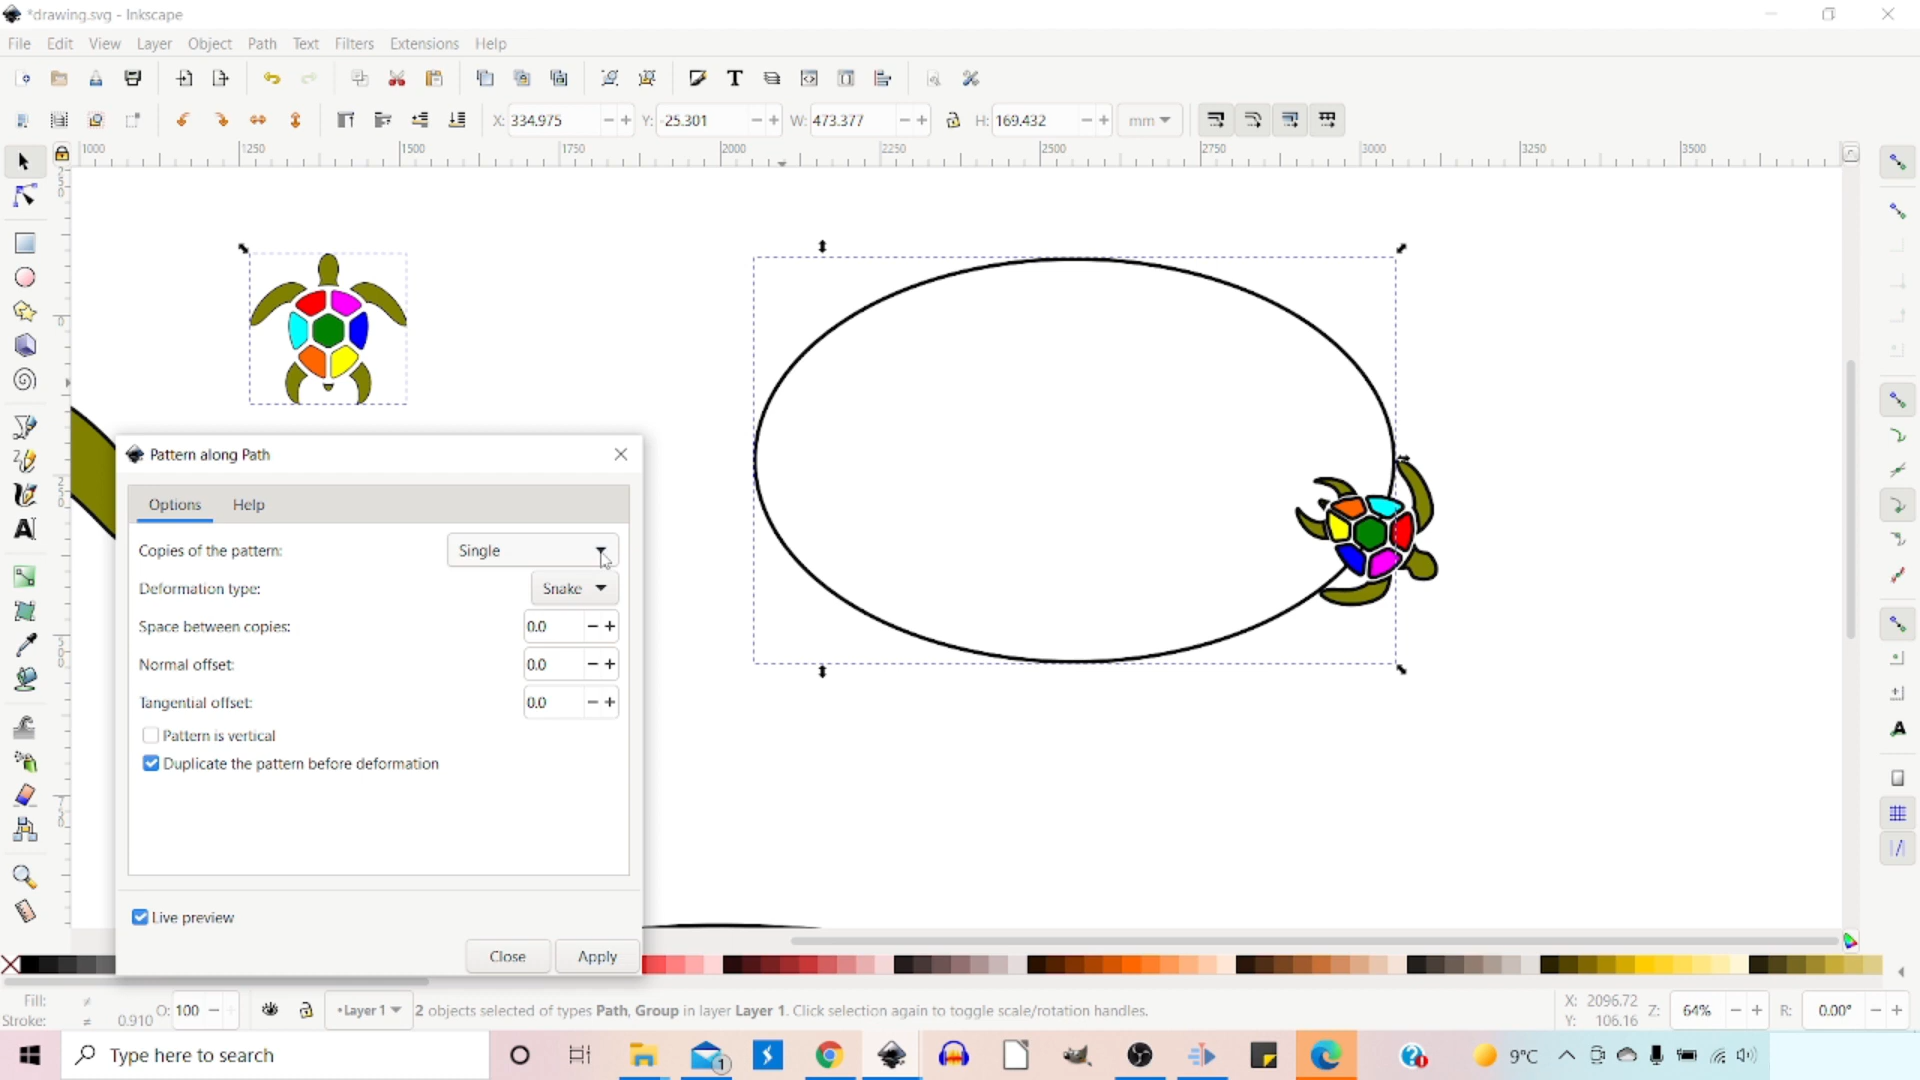 *drawing.svg - Inkscape
File Edit View Layer Object Path Text Filters Extensions Help
X: 334.975 Y: -25.301 W: 473.377 H: 169.432 mm
1000 1250 1500 1750 2000 2250 2500 2750 3000 3250 3500
Pattern along Path
Options Help
Copies of the pattern: Single
Deformation type: Snake
Space between copies: 0.0
Normal offset: 0.0
Tangential offset: 0.0
Pattern is vertical
Duplicate the pattern before deformation
Live preview
Close Apply
Fill: O: 100 •Layer 1 2 objects selected of types Path, Group in layer Layer 1. Click selection again to toggle scale/rotation handles. X: 2096.72 Z: 64% R: 0.00°
Stroke: 0.910 Y: 106.16
Type here to search 1 9°C